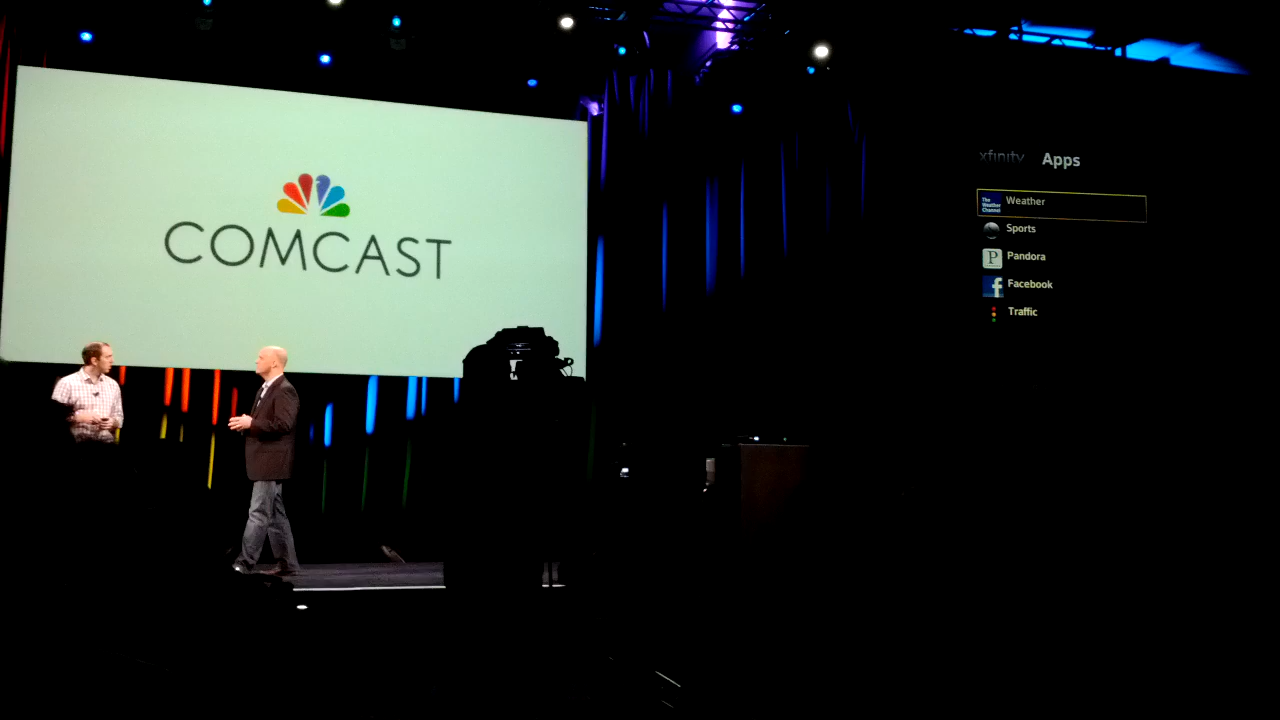 COMCAST
xfinity Apps
The
Weather
Channel
Weather
Sports
P
Pandora
f
Facebook
Traffic